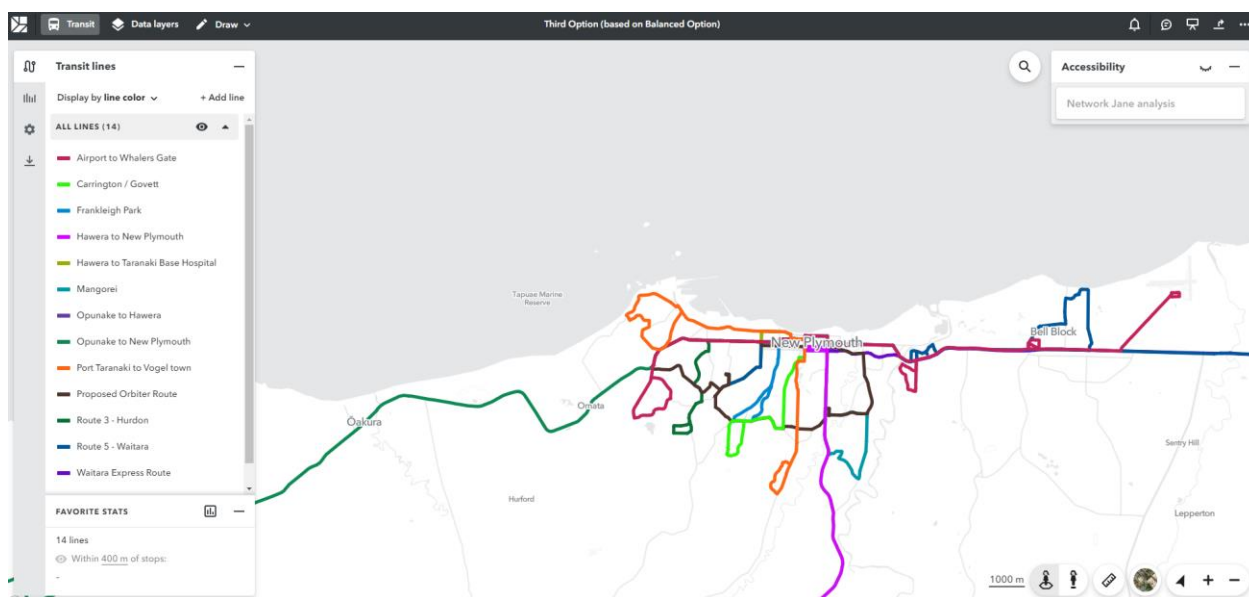 Transit
Data layers
Draw
Third Option (based on Balanced Option)
Transit lines
Display by line color
+ Add line
ALL LINES (14)
Airport to Whalers Gate
Carrington / Govett
Frankleigh Park
Hawera to New Plymouth
Hawera to Taranaki Base Hospital
Mangorei
Opunake to Hawera
Opunake to New Plymouth
Port Taranaki to Vogel town
Proposed Orbiter Route
Route 3 - Hurdon
Route 5 - Waitara
Waitara Express Route
FAVORITE STATS
14 lines
Within 400 m of stops:
-
Accessibility
Network Jane analysis
Tapuae Marine
Reserve
New Plymouth
Bell Block
Omata
Ōakura
Hurford
Sentry Hill
Lepperton
1000 m